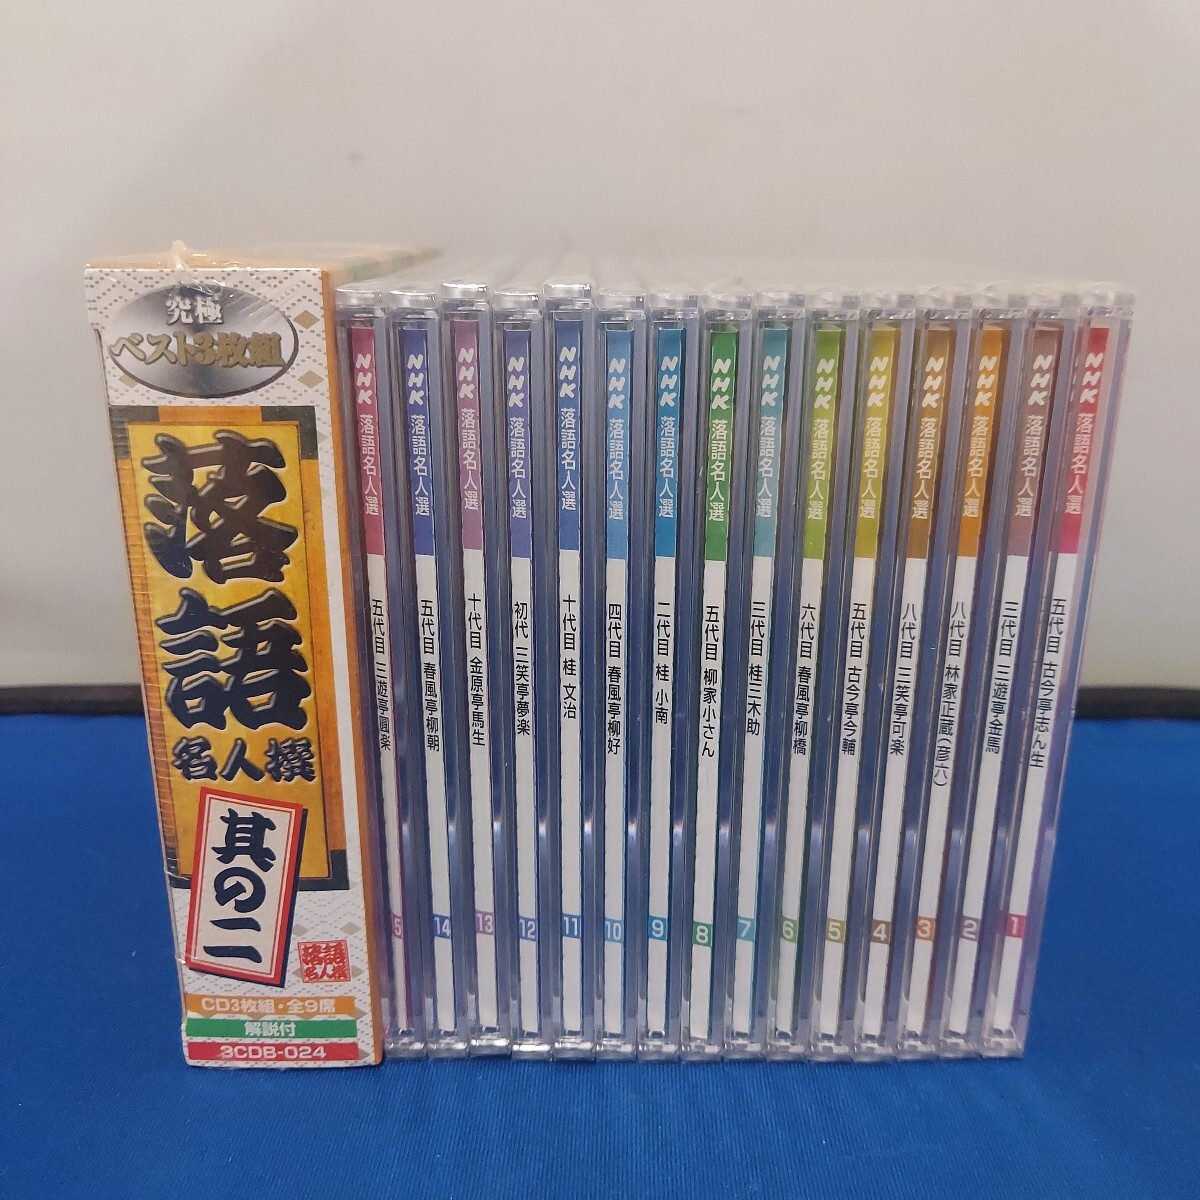 究極
ベスト3枚組
落語
名人撰
其の二
落語
名人撰
CD3枚組・全9席
解説付
3CDB-024
NHK 落語名人選 五代目 三遊亭圓楽 5
NHK 落語名人選 五代目 春風亭柳朝 14
NHK 落語名人選 十代目 金原亭馬生 13
NHK 落語名人選 初代 三笑亭夢楽 12
NHK 落語名人選 十代目 桂 文治 11
NHK 落語名人選 四代目 春風亭柳好 10
NHK 落語名人選 二代目 桂 小南 9
NHK 落語名人選 五代目 柳家小さん 8
NHK 落語名人選 三代目 桂三木助 7
NHK 落語名人選 六代目 春風亭柳橋 6
NHK 落語名人選 五代目 古今亭今輔 5
NHK 落語名人選 八代目 三笑亭可楽 4
NHK 落語名人選 八代目 林家正蔵(彦六) 3
NHK 落語名人選 三代目 三遊亭金馬 2
NHK 落語名人選 五代目 古今亭志ん生 1